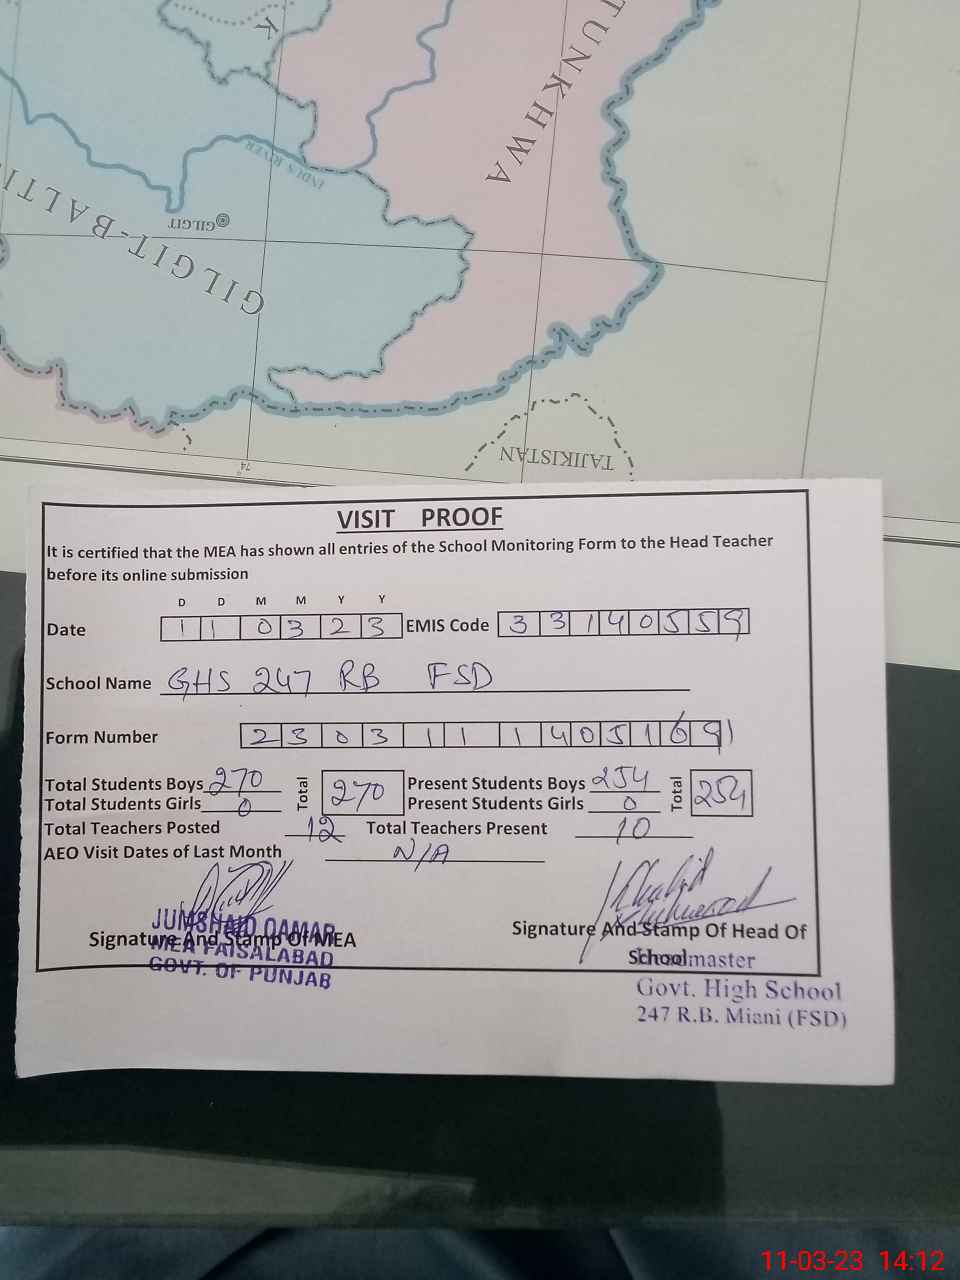 K
TUNKHWA
INDUS RIVER
GILGIT
GILGIT-BALTI
TAJIKISTAN
74°
VISIT PROOF
It is certified that the MEA has shown all entries of the School Monitoring Form to the Head Teacher
before its online submission
D D M M Y Y
Date 1 1 0 3 2 3 EMIS Code 3 3 1 4 0 5 5 9
School Name GHS 247 RB FSD
Form Number 2 3 0 3 1 1 1 4 0 5 1 6 9 1
Total Students Boys 270 Total 270 Present Students Boys 254 Total 254
Total Students Girls 0 Present Students Girls 0
Total Teachers Posted 12 Total Teachers Present 10
AEO Visit Dates of Last Month N/A
Khalid
Mehmood
Signature And Stamp Of MEA
JUMSHAID QAMAR
MEA FAISALABAD
GOVT. OF PUNJAB
Signature And Stamp Of Head Of
School
Headmaster
Govt. High School
247 R.B. Miani (FSD)
11-03-23 14:12